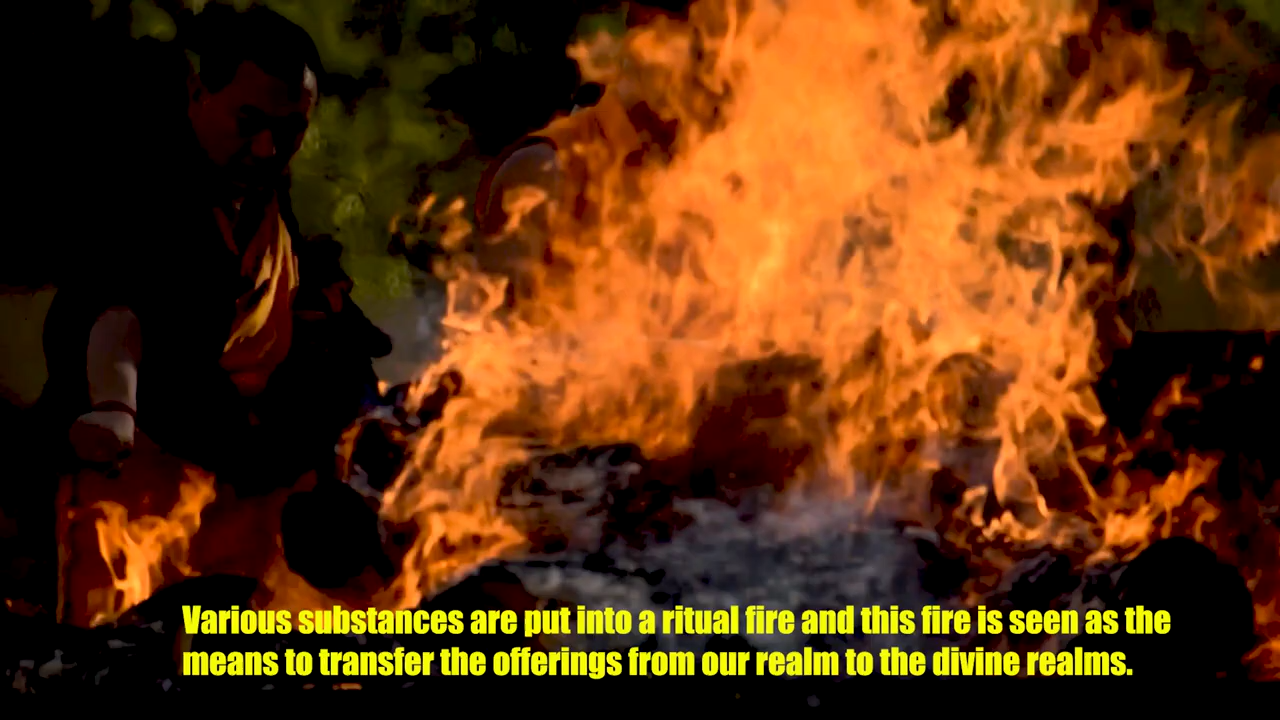 Various substances are put into a ritual fire and this fire is seen as the
means to transfer the offerings from our realm to the divine realms.